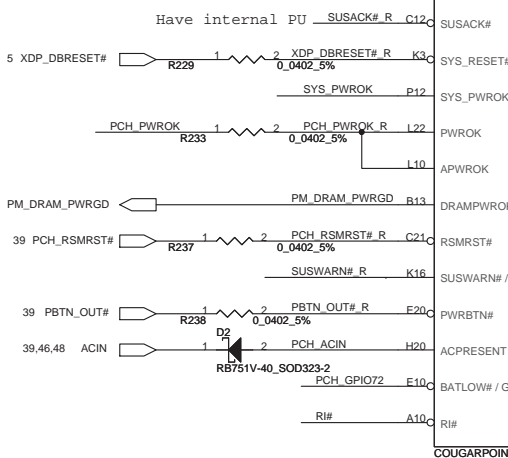 Have internal PU SUSACK#_R C12 SUSACK#
5 XDP_DBRESET# 1 2 XDP_DBRESET#_R K3 SYS_RESET#
R229 0_0402_5%
SYS_PWROK P12 SYS_PWROK
PCH_PWROK 1 2 PCH_PWROK_R L22 PWROK
R233 0_0402_5%
L10 APWROK
PM_DRAM_PWRGD PM_DRAM_PWRGD B13 DRAMPWROK
39 PCH_RSMRST# 1 2 PCH_RSMRST#_R C21 RSMRST#
R237 0_0402_5%
SUSWARN#_R K16 SUSWARN# /
39 PBTN_OUT# 1 2 PBTN_OUT#_R E20 PWRBTN#
R238 0_0402_5%
D2
39,46,48 ACIN 1 2 PCH_ACIN H20 ACPRESENT
RB751V-40_SOD323-2
PCH_GPIO72 E10 BATLOW# / G
RI# A10 RI#
COUGARPOIN